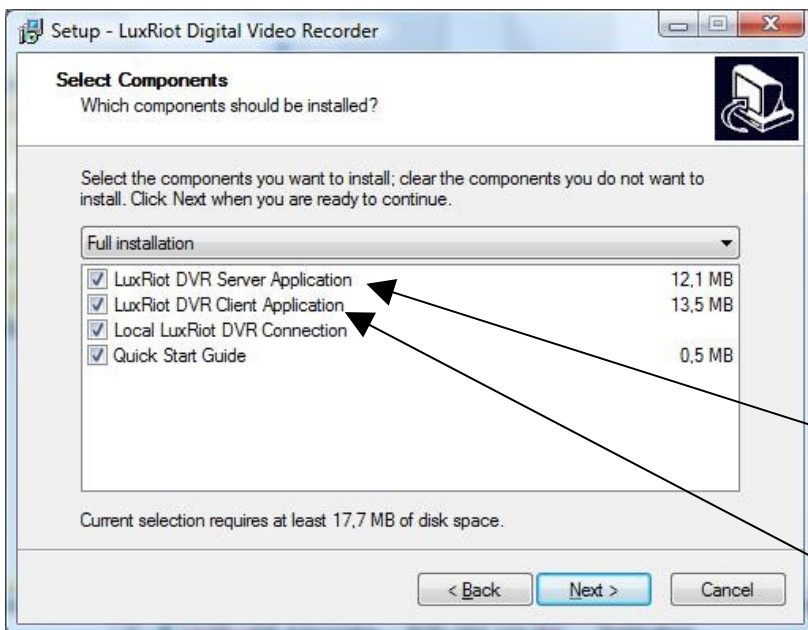 Setup - LuxRiot Digital Video Recorder
Select Components
Which components should be installed?
Select the components you want to install; clear the components you do not want to
install. Click Next when you are ready to continue.
Full installation
LuxRiot DVR Server Application 12,1 MB
LuxRiot DVR Client Application 13,5 MB
Local LuxRiot DVR Connection
Quick Start Guide 0,5 MB
Current selection requires at least 17,7 MB of disk space.
< Back Next > Cancel